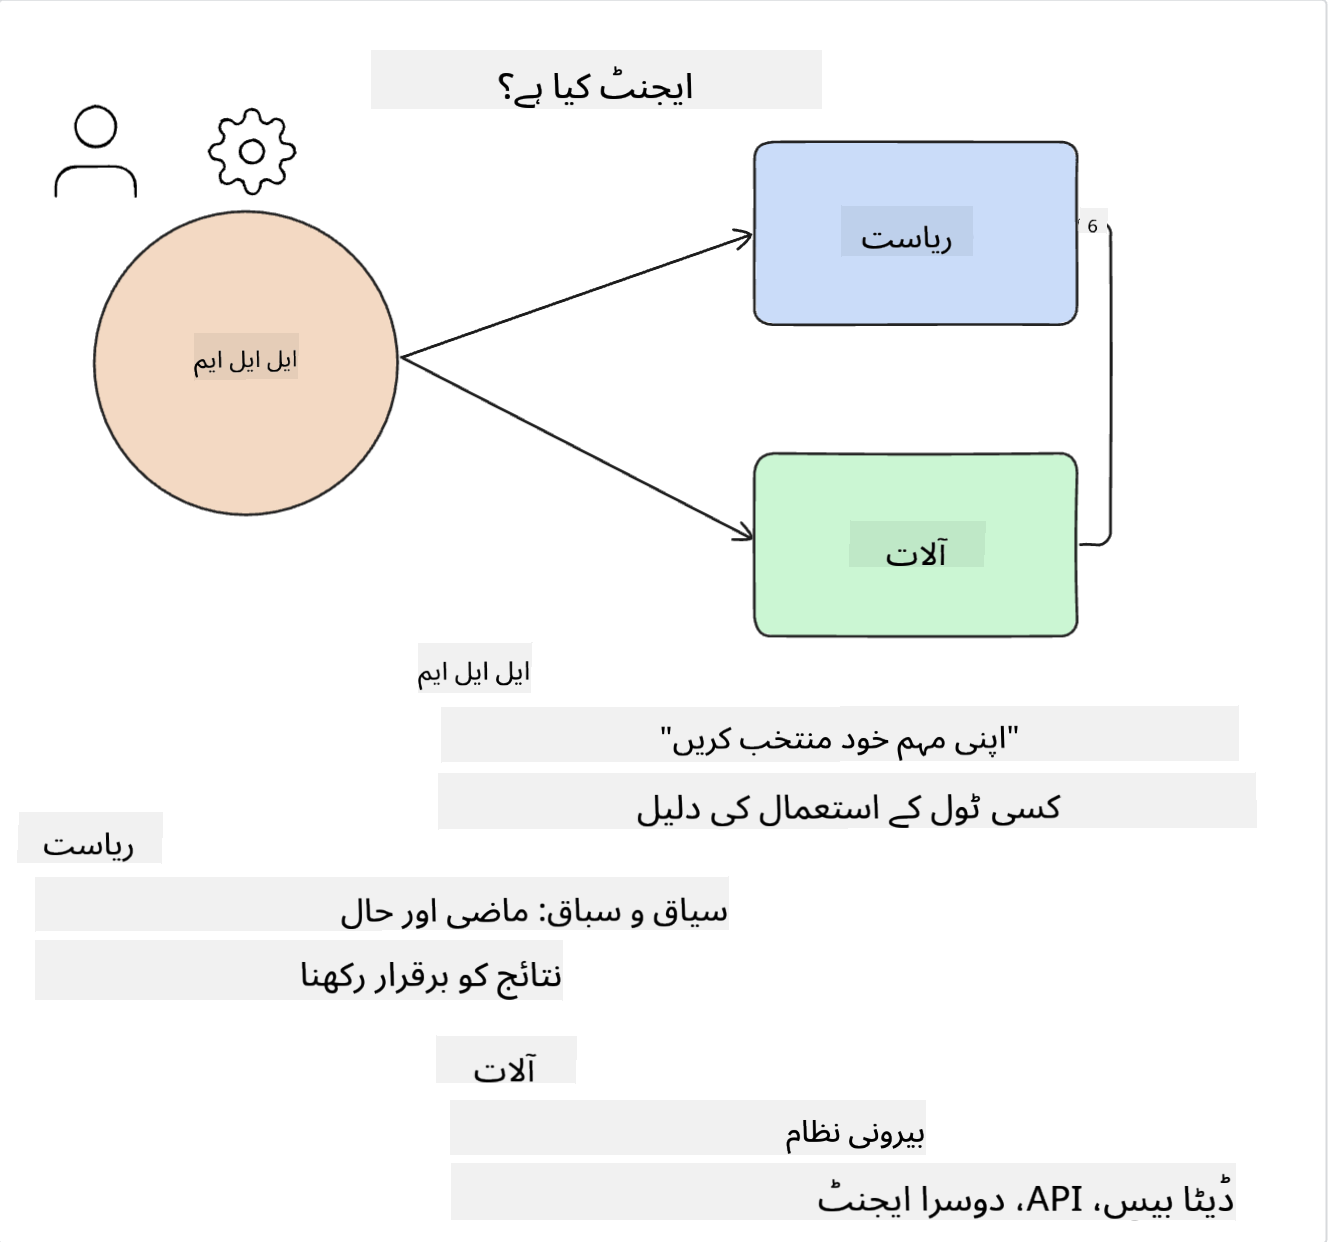 ایجنٹ کیا ہے؟
ریاست
6
ایل ایل ایم
آلات
ایل ایل ایم
"اپنی مہم خود منتخب کریں"
کسی ٹول کے استعمال کی دلیل
ریاست
سیاق و سباق: ماضی اور حال
نتائج کو برقرار رکھنا
آلات
بیرونی نظام
ڈیٹا بیس، API، دوسرا ایجنٹ